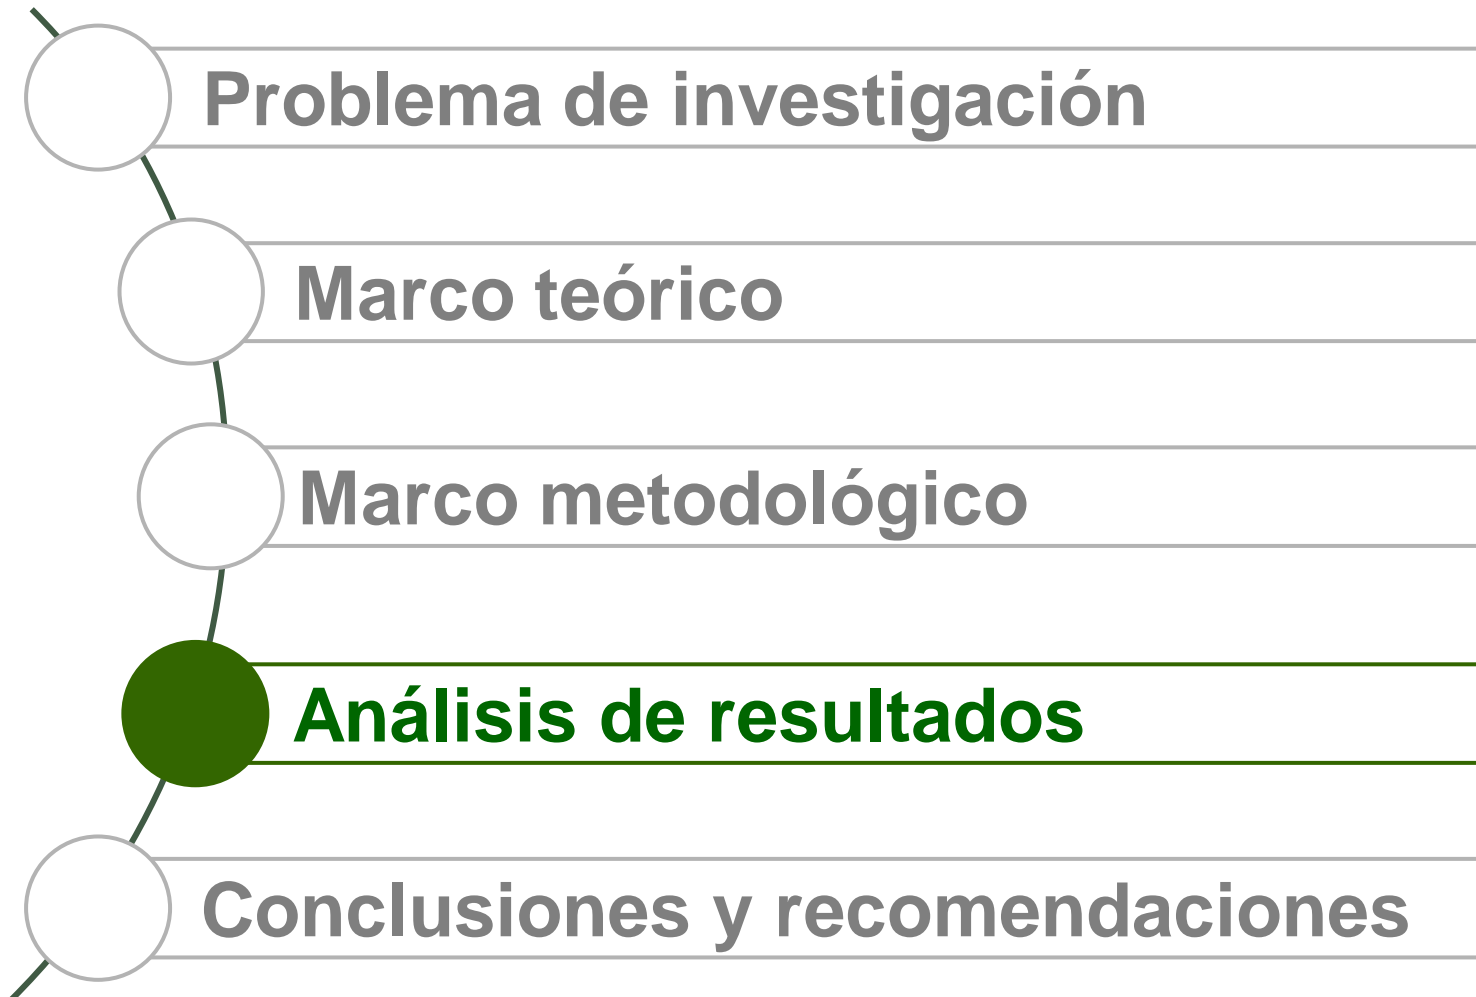 Problema de investigación
Marco teórico
Marco metodológico
Análisis de resultados
Conclusiones y recomendaciones